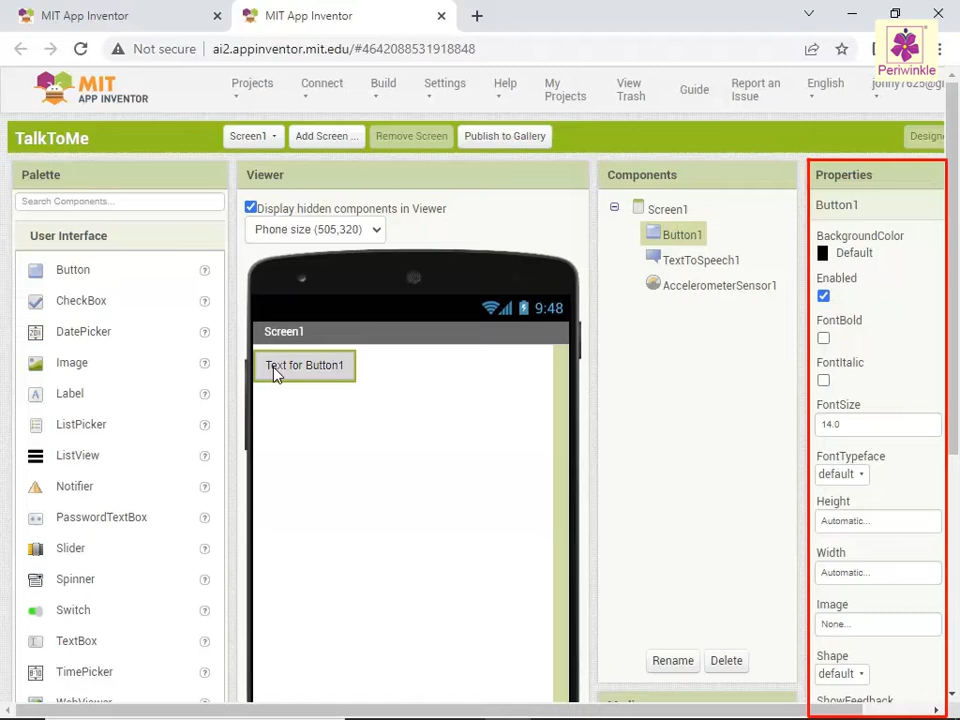 MIT App Inventor
MIT App Inventor
Not secure
ai2.appinventor.mit.edu/#4642088531918848
Periwinkle
MIT
APP INVENTOR
Projects
Connect
Build
Settings
Help
My Projects
View Trash
Guide
Report an Issue
English
TalkToMe
Screen1
Add Screen ...
Remove Screen
Publish to Gallery
Palette
Search Components...
User Interface
Button
CheckBox
DatePicker
Image
Label
ListPicker
ListView
Notifier
PasswordTextBox
Slider
Spinner
Switch
TextBox
TimePicker
Viewer
Display hidden components in Viewer
Phone size (505,320)
9:48
Screen1
Text for Button1
Components
Screen1
Button1
TextToSpeech1
AccelerometerSensor1
Rename
Delete
Properties
Button1
BackgroundColor
Default
Enabled
FontBold
FontItalic
FontSize
14.0
FontTypeface
default
Height
Automatic...
Width
Automatic...
Image
None...
Shape
default
ShowFeedback